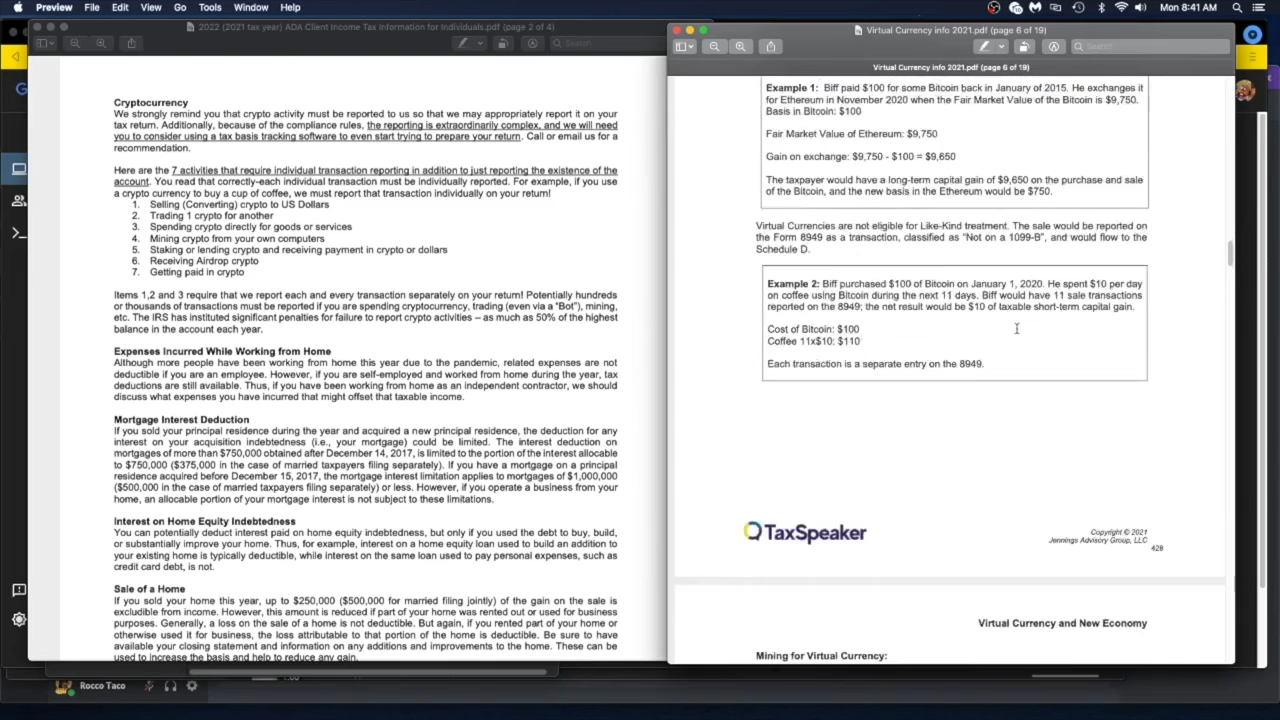 Preview File Edit View Go Tools Window Help
Mon 8:41 AM
2022 (2021 tax year) ADA Client Income Tax Information for Individuals.pdf (page 2 of 4)
Search
Cryptocurrency
We strongly remind you that crypto activity must be reported to us so that we may appropriately report it on your
tax return. Additionally, because of the compliance rules, the reporting is extraordinarily complex, and we will need
you to consider using a tax basis tracking software to even start trying to prepare your return. Call or email us for a
recommendation.
Here are the 7 activities that require individual transaction reporting in addition to just reporting the existence of the
account. You read that correctly-each individual transaction must be individually reported. For example, if you use
a crypto currency to buy a cup of coffee, we must report that transaction individually on your return!
1. Selling (Converting) crypto to US Dollars
2. Trading 1 crypto for another
3. Spending crypto directly for goods or services
4. Mining crypto from your own computers
5. Staking or lending crypto and receiving payment in crypto or dollars
6. Receiving Airdrop crypto
7. Getting paid in crypto
Items 1,2 and 3 require that we report each and every transaction separately on your return! Potentially hundreds
or thousands of transactions must be reported if you are spending cryptocurrency, trading (even via a "Bot"), mining,
etc. The IRS has instituted significant penalties for failure to report crypto activities – as much as 50% of the highest
balance in the account each year.
Expenses Incurred While Working from Home
Although more people have been working from home this year due to the pandemic, related expenses are not
deductible if you are an employee. However, if you are self-employed and worked from home during the year, tax
deductions are still available. Thus, if you have been working from home as an independent contractor, we should
discuss what expenses you have incurred that might offset that taxable income.
Mortgage Interest Deduction
If you sold your principal residence during the year and acquired a new principal residence, the deduction for any
interest on your acquisition indebtedness (i.e., your mortgage) could be limited. The interest deduction on
mortgages of more than $750,000 obtained after December 14, 2017, is limited to the portion of the interest allocable
to $750,000 ($375,000 in the case of married taxpayers filing separately). If you have a mortgage on a principal
residence acquired before December 15, 2017, the mortgage interest limitation applies to mortgages of $1,000,000
($500,000 in the case of married taxpayers filing separately) or less. However, if you operate a business from your
home, an allocable portion of your mortgage interest is not subject to these limitations.
Interest on Home Equity Indebtedness
You can potentially deduct interest paid on home equity indebtedness, but only if you used the debt to buy, build,
or substantially improve your home. Thus, for example, interest on a home equity loan used to build an addition to
your existing home is typically deductible, while interest on the same loan used to pay personal expenses, such as
credit card debt, is not.
Sale of a Home
If you sold your home this year, up to $250,000 ($500,000 for married filing jointly) of the gain on the sale is
excludible from income. However, this amount is reduced if part of your home was rented out or used for business
purposes. Generally, a loss on the sale of a home is not deductible. But again, if you rented part of your home or
otherwise used it for business, the loss attributable to that portion of the home is deductible. Be sure to have
available your closing statement and information on any additions and improvements to the home. These can be
used to increase the basis and help to reduce any gain.
Rocco Taco
Virtual Currency info 2021.pdf (page 6 of 19)
Search
Virtual Currency info 2021.pdf (page 6 of 19)
Example 1: Biff paid $100 for some Bitcoin back in January of 2015. He exchanges it
for Ethereum in November 2020 when the Fair Market Value of the Bitcoin is $9,750.
Basis in Bitcoin: $100
Fair Market Value of Ethereum: $9,750
Gain on exchange: $9,750 - $100 = $9,650
The taxpayer would have a long-term capital gain of $9,650 on the purchase and sale
of the Bitcoin, and the new basis in the Ethereum would be $750.
Virtual Currencies are not eligible for Like-Kind treatment. The sale would be reported on
the Form 8949 as a transaction, classified as "Not on a 1099-B", and would flow to the
Schedule D.
Example 2: Biff purchased $100 of Bitcoin on January 1, 2020. He spent $10 per day
on coffee using Bitcoin during the next 11 days. Biff would have 11 sale transactions
reported on the 8949; the net result would be $10 of taxable short-term capital gain.
Cost of Bitcoin: $100
Coffee 11x$10: $110
Each transaction is a separate entry on the 8949.
TaxSpeaker
Copyright © 2021
Jennings Advisory Group, LLC
428
Virtual Currency and New Economy
Mining for Virtual Currency: